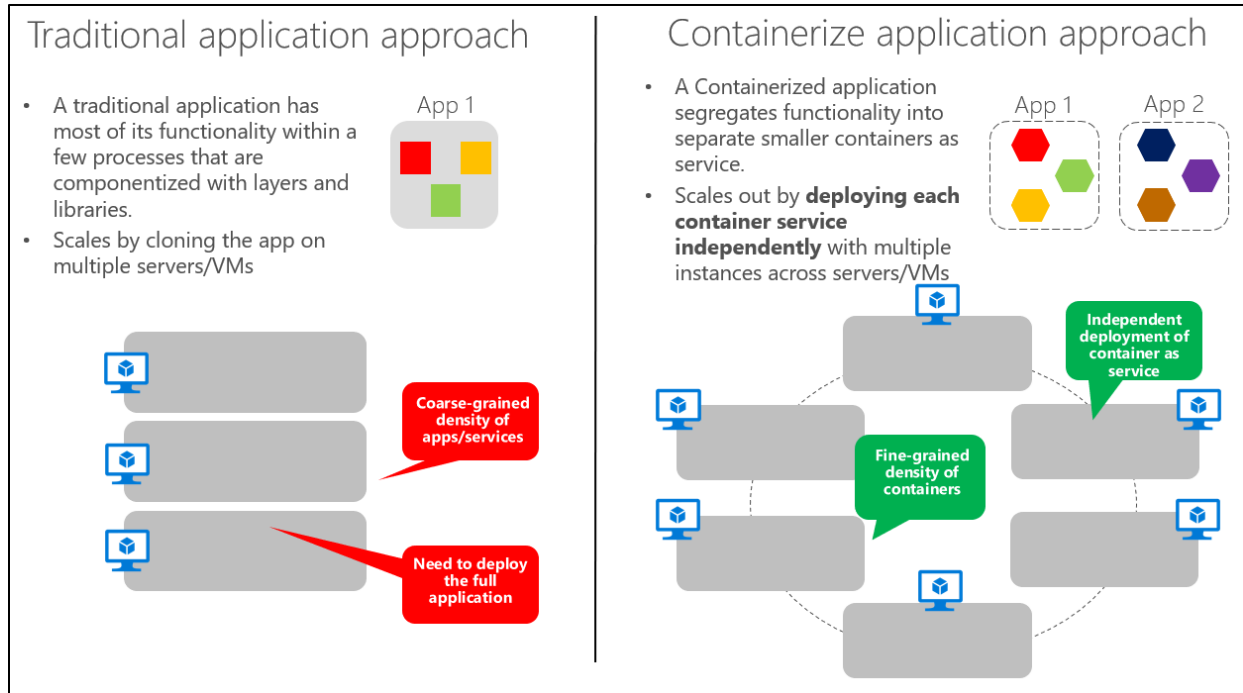 Traditional application approach
• A traditional application has
most of its functionality within a
few processes that are
componentized with layers and
libraries.
• Scales by cloning the app on
multiple servers/VMs
App 1
Coarse-grained
density of
apps/services
Need to deploy
the full
application
Containerize application approach
• A Containerized application
segregates functionality into
separate smaller containers as
service.
• Scales out by deploying each
container service
independently with multiple
instances across servers/VMs
App 1
App 2
Independent
deployment of
container as
service
Fine-grained
density of
containers